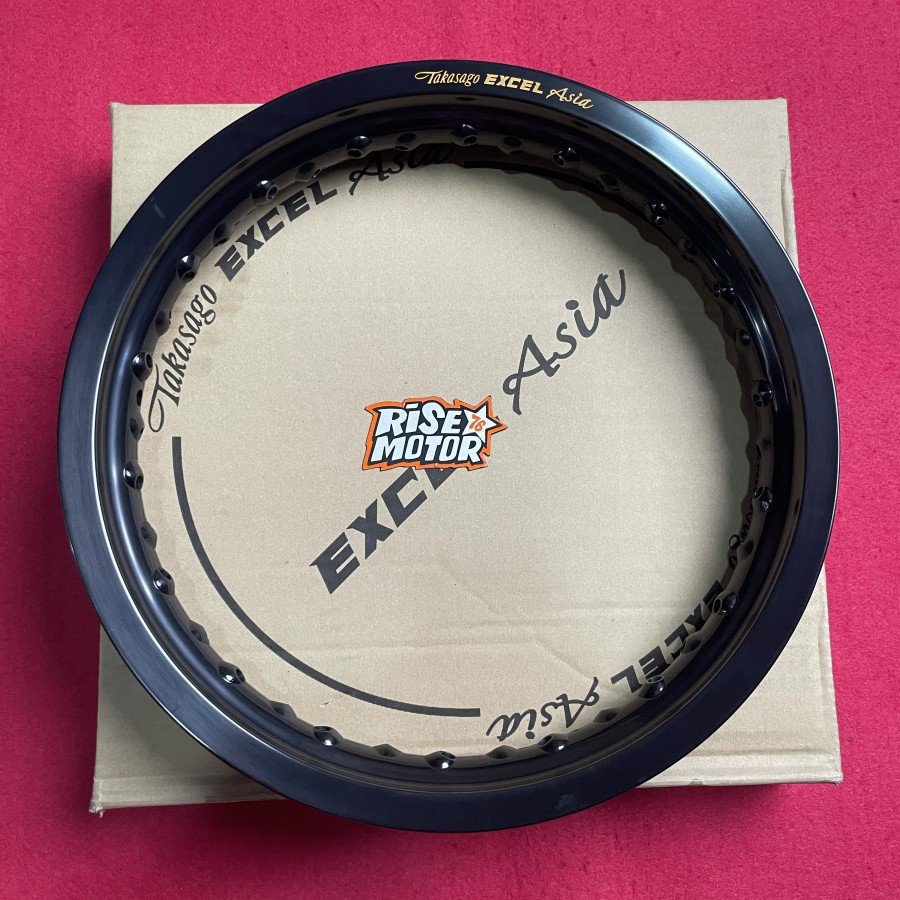 Takasago EXCEL Asia
Takasago EXCEL Asia
Asia
RISE 76
MOTOR
EXCEL
EXCEL Asia